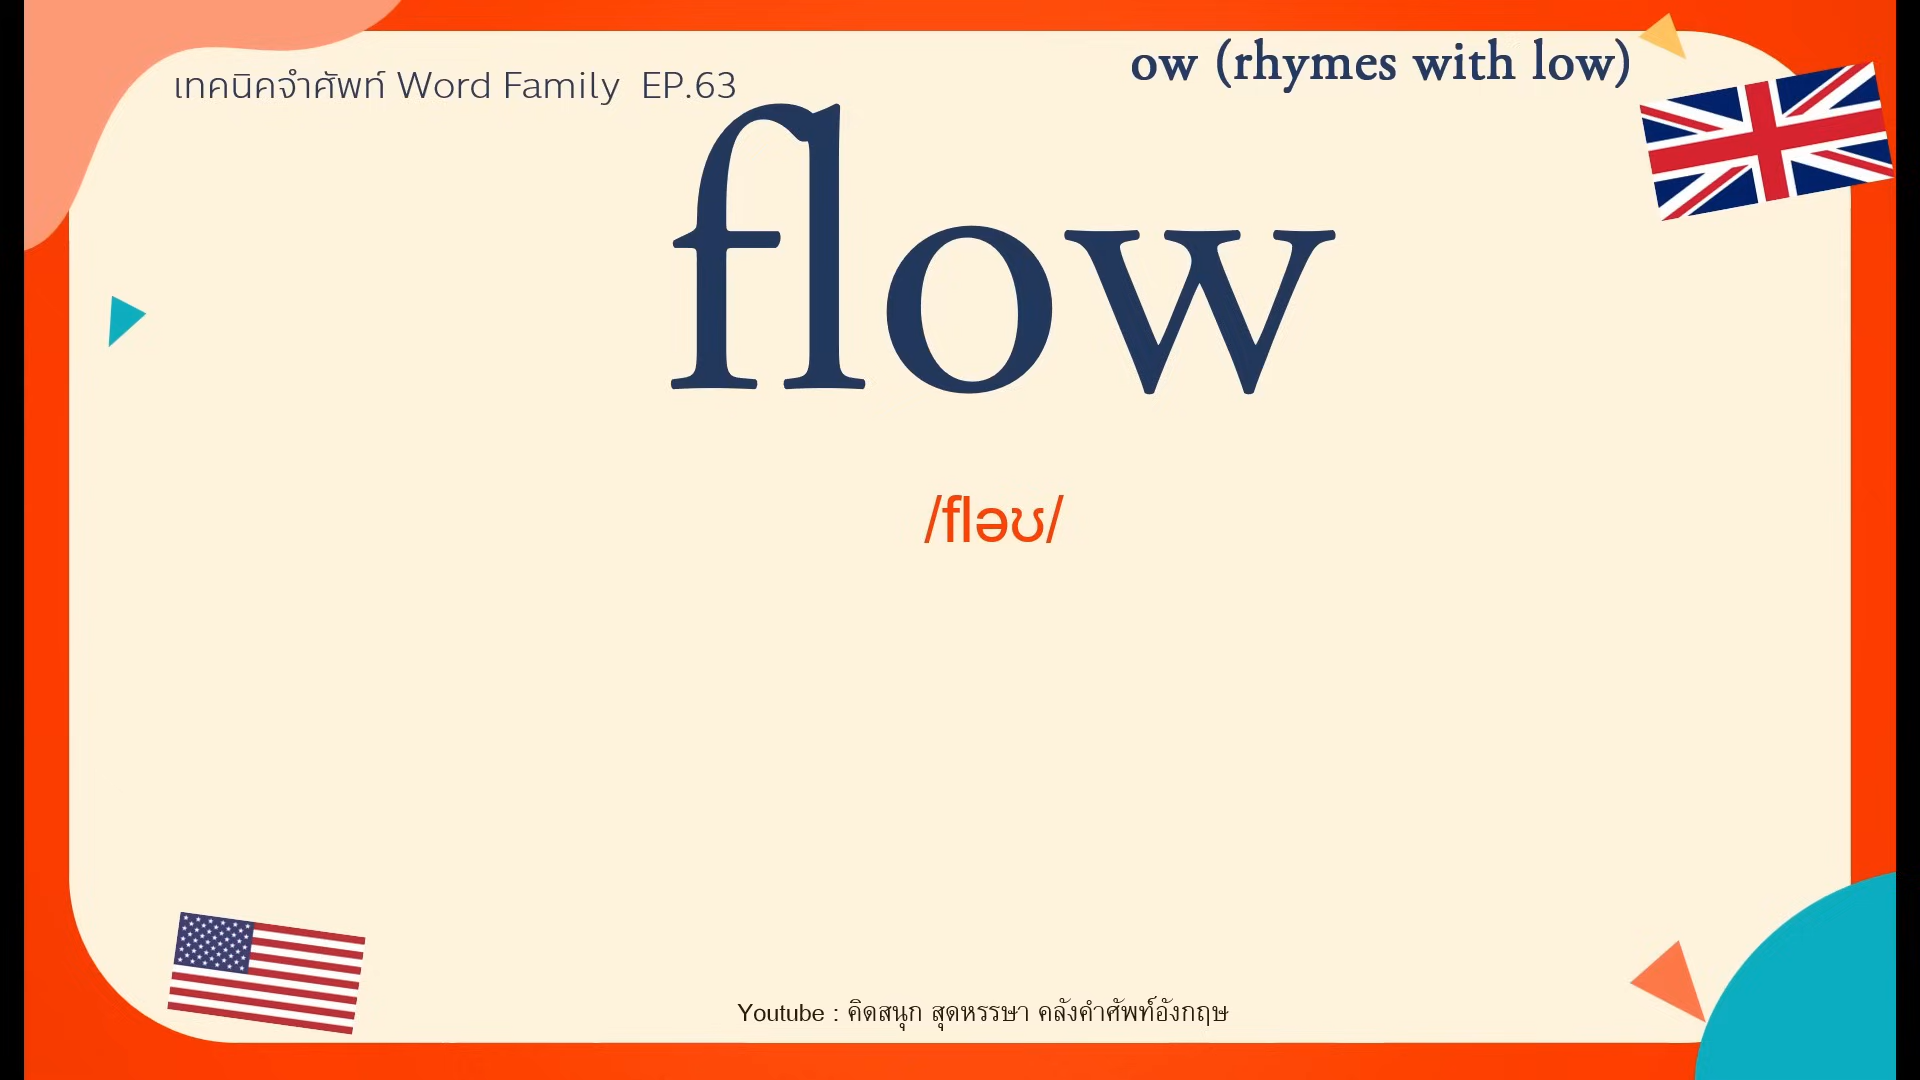 ow (rhymes with low)
เทคนิคจำศัพท์ Word Family EP.63
flow
/fləʊ/
Youtube : คิดสนุก สุดหรรษา คลังคำศัพท์อังกฤษ